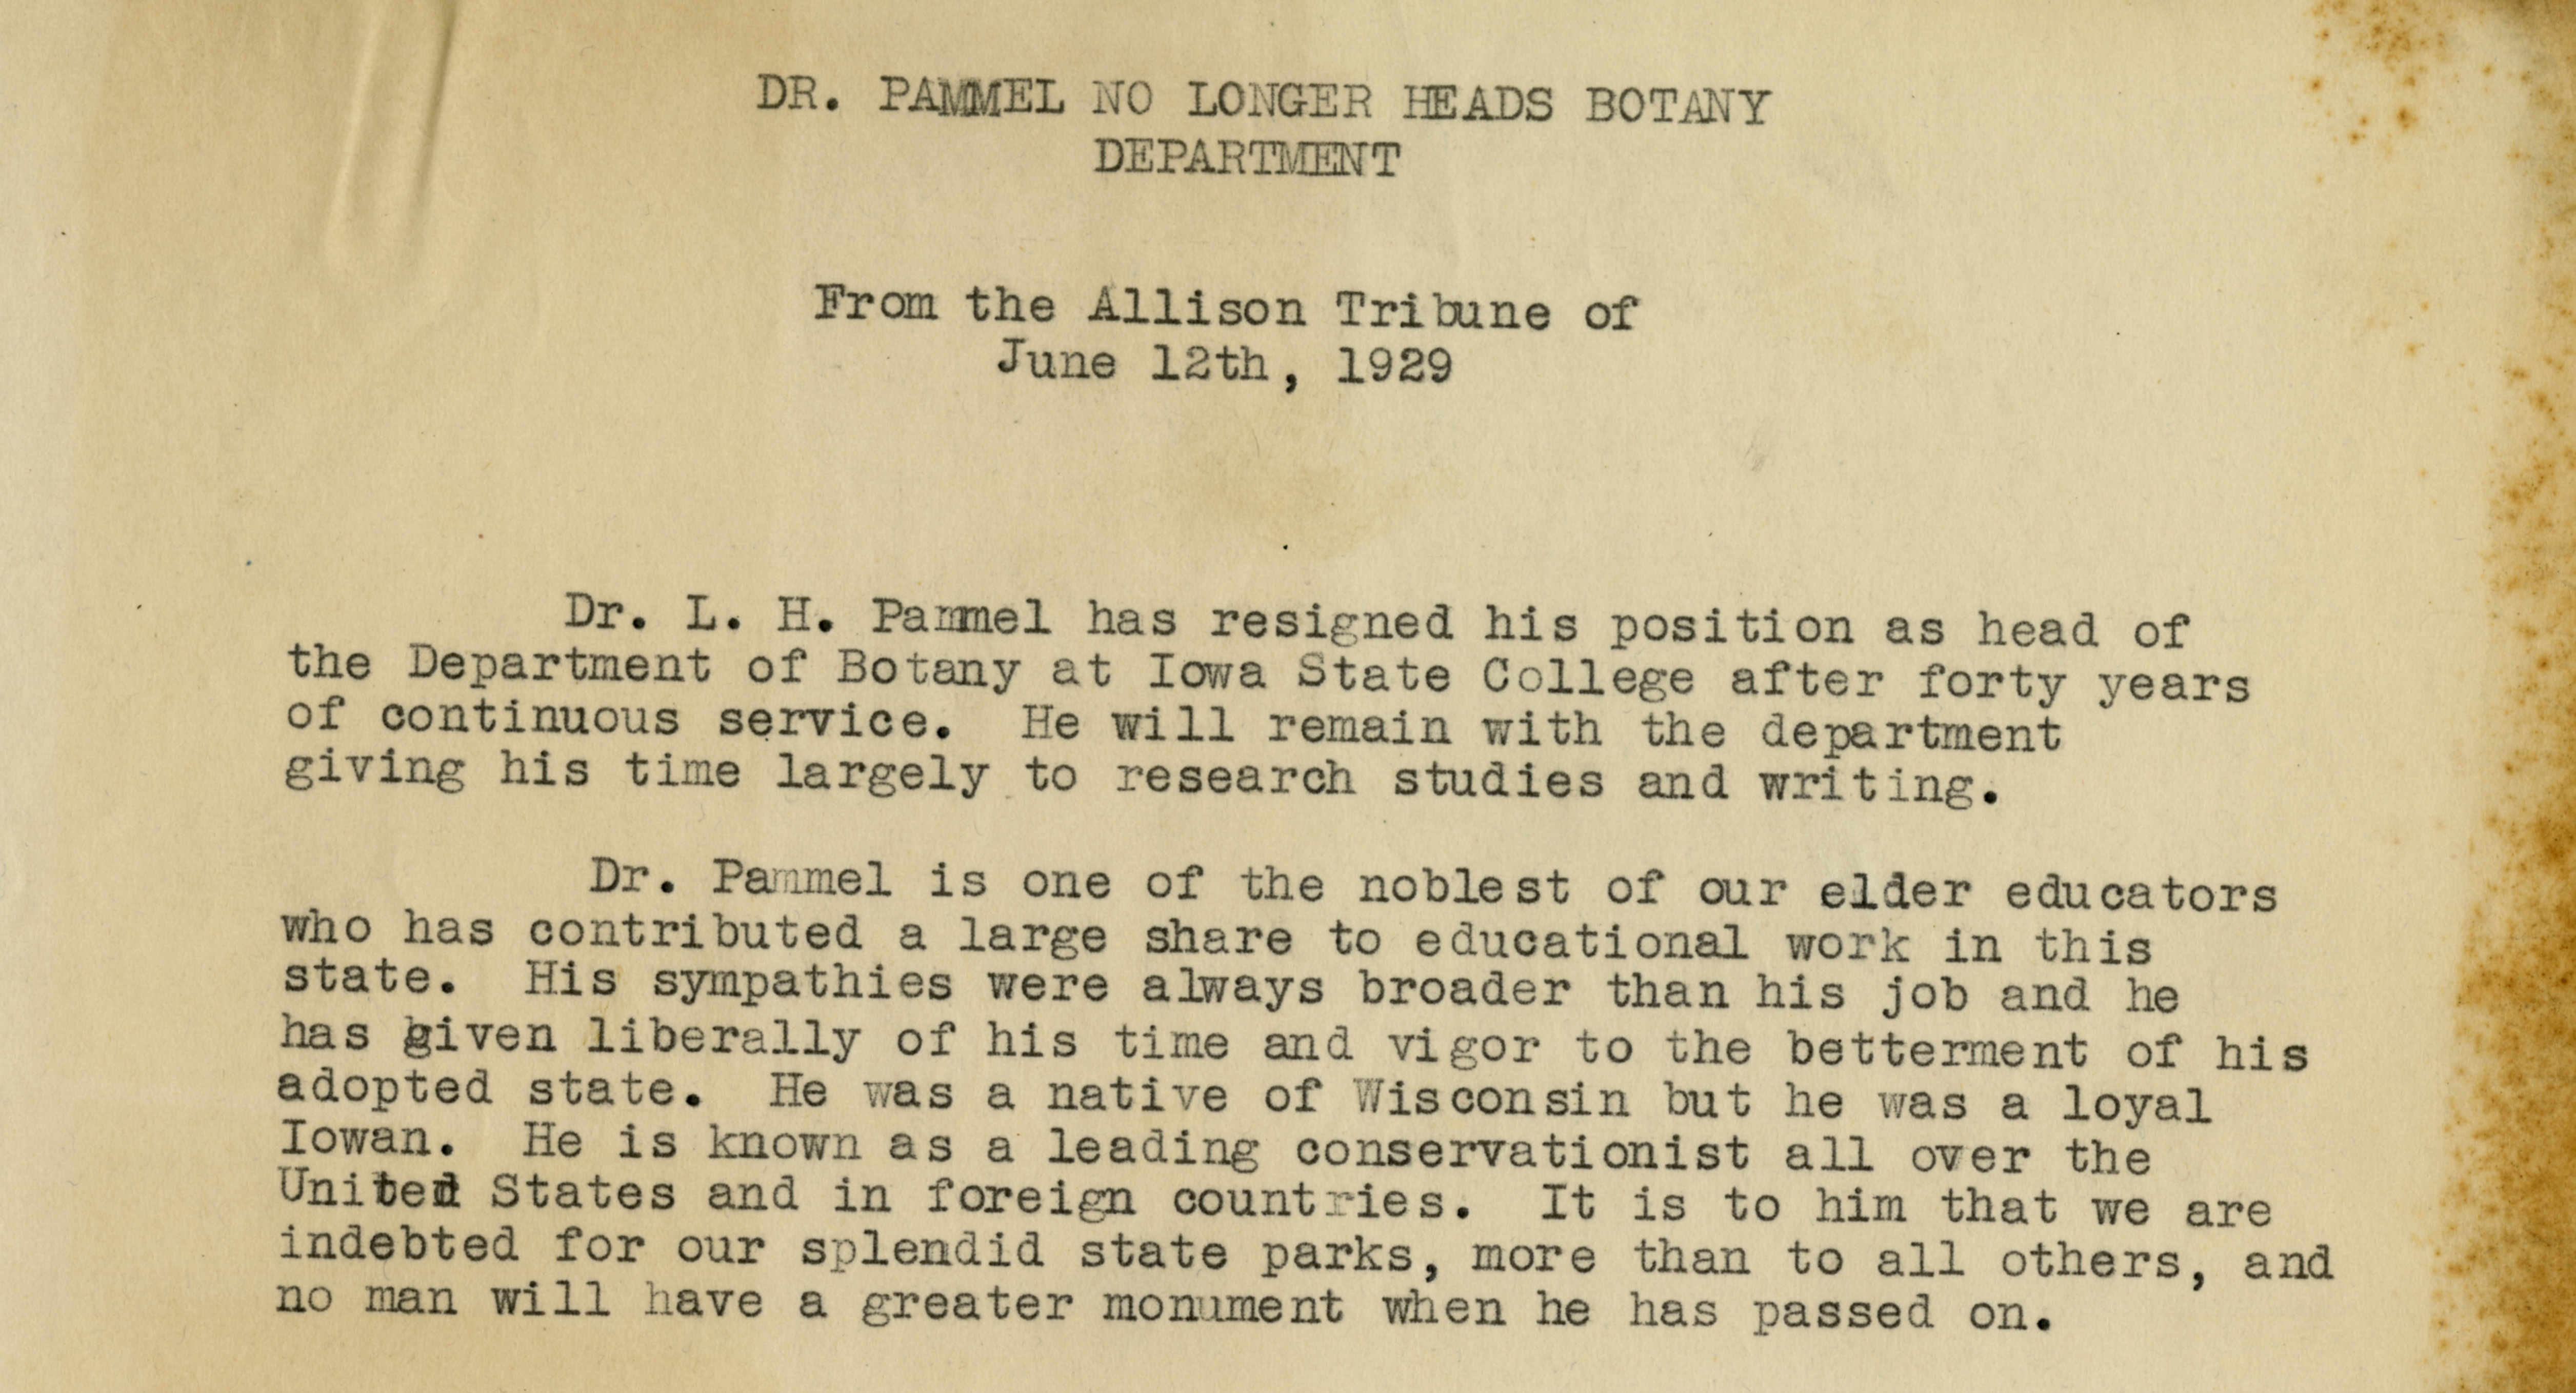 DR. PAMMEL NO LONGER HEADS BOTANY
DEPARTMENT
From the Allison Tribune of
June 12th, 1929
Dr. L. H. Pammel has resigned his position as head of
the Department of Botany at Iowa State College after forty years
of continuous service. He will remain with the department
giving his time largely to research studies and writing.
Dr. Pammel is one of the noblest of our elder educators
who has contributed a large share to educational work in this
state. His sympathies were always broader than his job and he
has given liberally of his time and vigor to the betterment of his
adopted state. He was a native of Wisconsin but he was a loyal
Iowan. He is known as a leading conservationist all over the
United States and in foreign countries. It is to him that we are
indebted for our splendid state parks, more than to all others, and
no man will have a greater monument when he has passed on.